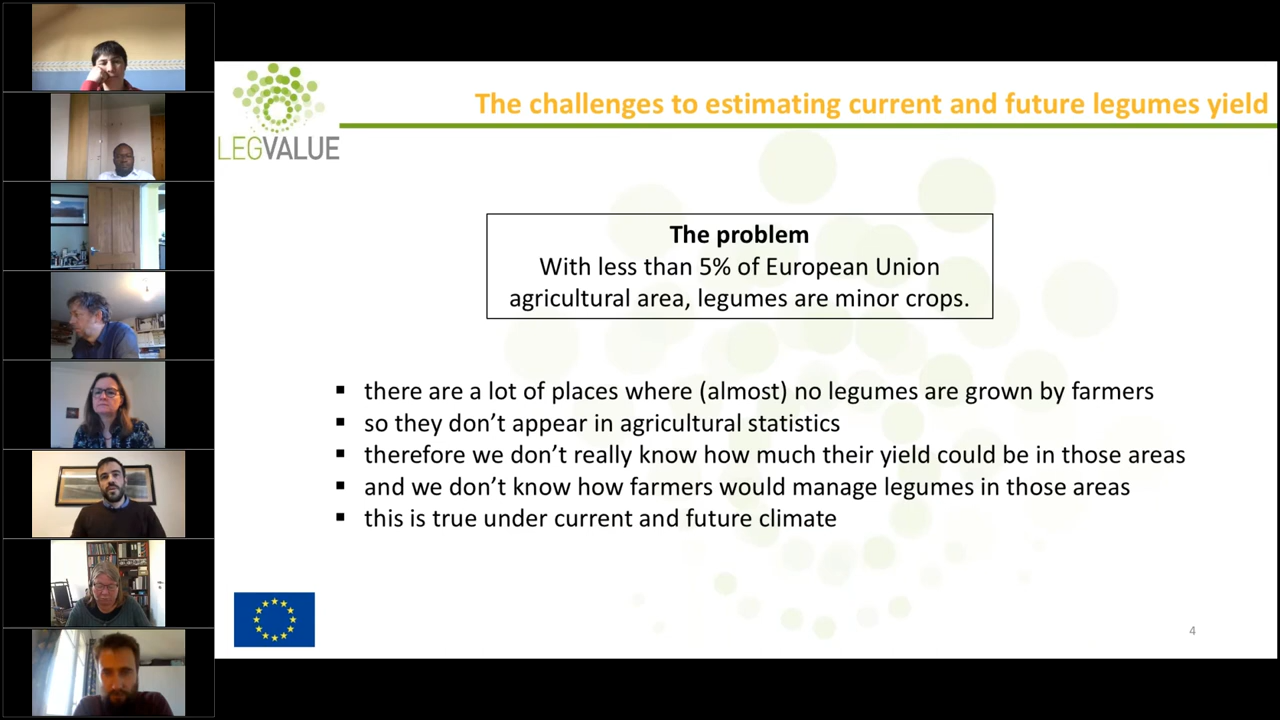 The challenges to estimating current and future legumes yield
LEGVALUE
The problem
With less than 5% of European Union
agricultural area, legumes are minor crops.
▪ there are a lot of places where (almost) no legumes are grown by farmers
▪ so they don’t appear in agricultural statistics
▪ therefore we don’t really know how much their yield could be in those areas
▪ and we don’t know how farmers would manage legumes in those areas
▪ this is true under current and future climate
4